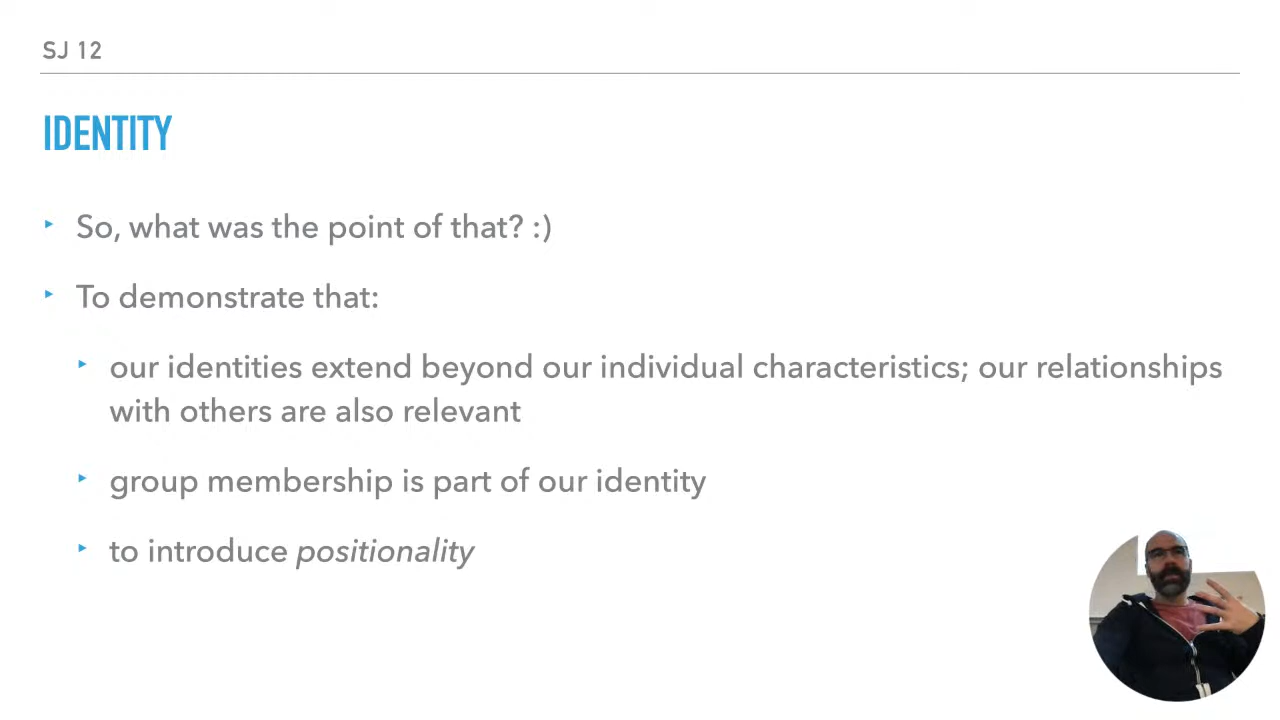 SJ 12
IDENTITY
So, what was the point of that? :)
To demonstrate that:
our identities extend beyond our individual characteristics; our relationships
with others are also relevant
group membership is part of our identity
to introduce positionality